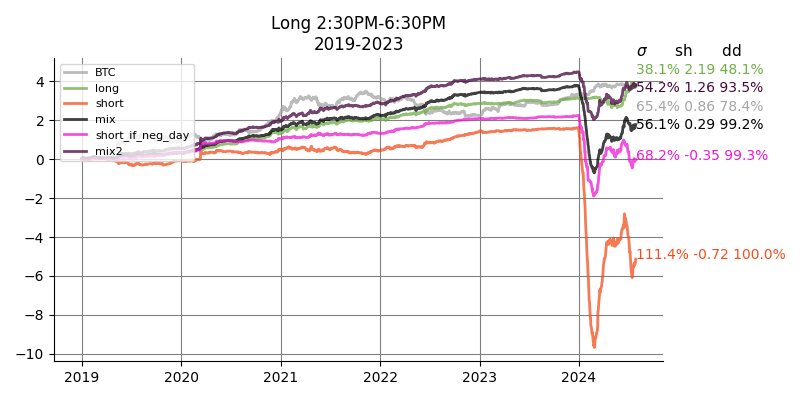 Long 2:30PM-6:30PM
2019-2023
σ sh dd
38.1% 2.19 48.1%
54.2% 1.26 93.5%
65.4% 0.86 78.4%
56.1% 0.29 99.2%
68.2% -0.35 99.3%
111.4% -0.72 100.0%
BTC
long
short
mix
short_if_neg_day
mix2
4
2
0
−2
−4
−6
−8
−10
2019 2020 2021 2022 2023 2024